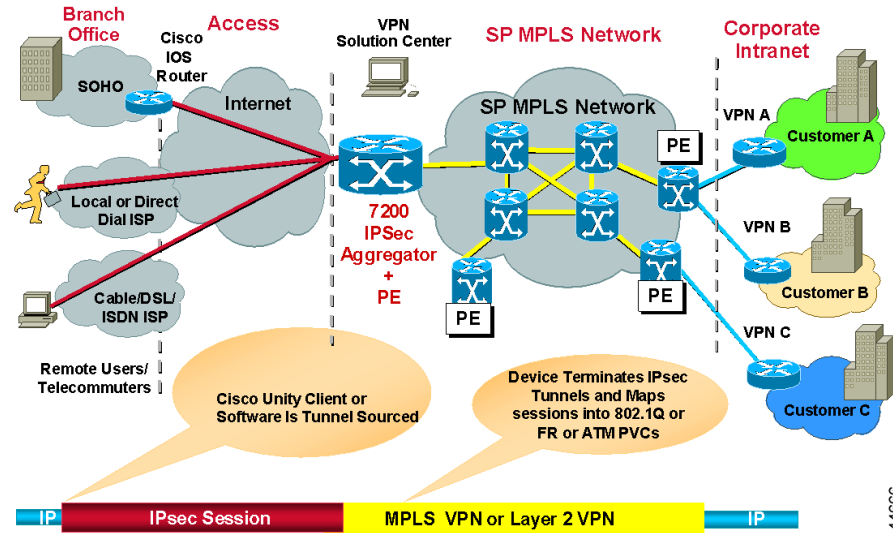 Branch
Office
Access
VPN
Solution Center
SP MPLS Network
Corporate
Intranet
Cisco
IOS
Router
SOHO
Internet
SP MPLS Network
VPN A
Customer A
PE
Local or Direct
Dial ISP
7200
IPSec
Aggregator
+
PE
VPN B
Customer B
Cable/DSL/
ISDN ISP
PE
PE
VPN C
Customer C
Remote Users/
Telecommuters
Cisco Unity Client or
Software Is Tunnel Sourced
Device Terminates IPsec
Tunnels and Maps
sessions into 802.1Q or
FR or ATM PVCs
IP
IPsec Session
MPLS VPN or Layer 2 VPN
IP